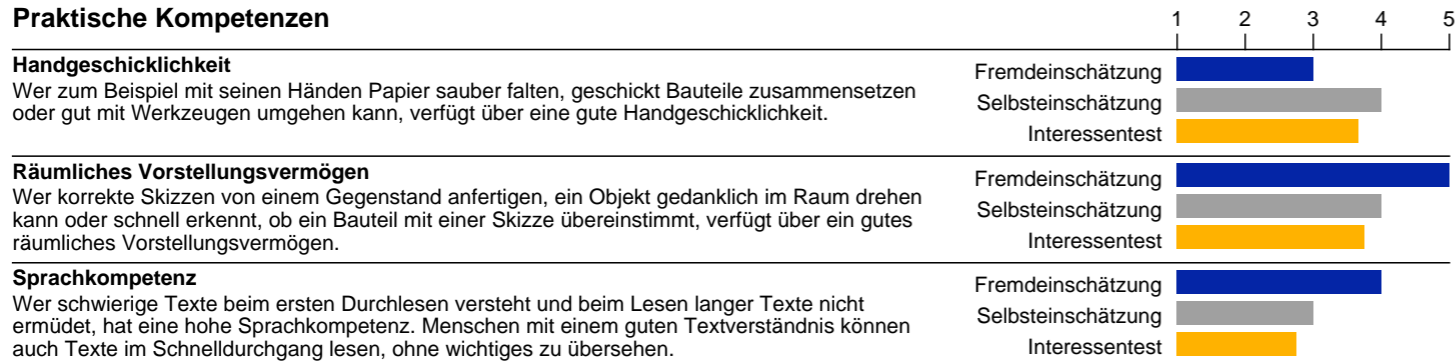 Praktische Kompetenzen
1 2 3 4 5
Handgeschicklichkeit
Wer zum Beispiel mit seinen Händen Papier sauber falten, geschickt Bauteile zusammensetzen
oder gut mit Werkzeugen umgehen kann, verfügt über eine gute Handgeschicklichkeit.
Fremdeinschätzung
Selbsteinschätzung
Interessentest
Räumliches Vorstellungsvermögen
Wer korrekte Skizzen von einem Gegenstand anfertigen, ein Objekt gedanklich im Raum drehen
kann oder schnell erkennt, ob ein Bauteil mit einer Skizze übereinstimmt, verfügt über ein gutes
räumliches Vorstellungsvermögen.
Fremdeinschätzung
Selbsteinschätzung
Interessentest
Sprachkompetenz
Wer schwierige Texte beim ersten Durchlesen versteht und beim Lesen langer Texte nicht
ermüdet, hat eine hohe Sprachkompetenz. Menschen mit einem guten Textverständnis können
auch Texte im Schnelldurchgang lesen, ohne wichtiges zu übersehen.
Fremdeinschätzung
Selbsteinschätzung
Interessentest